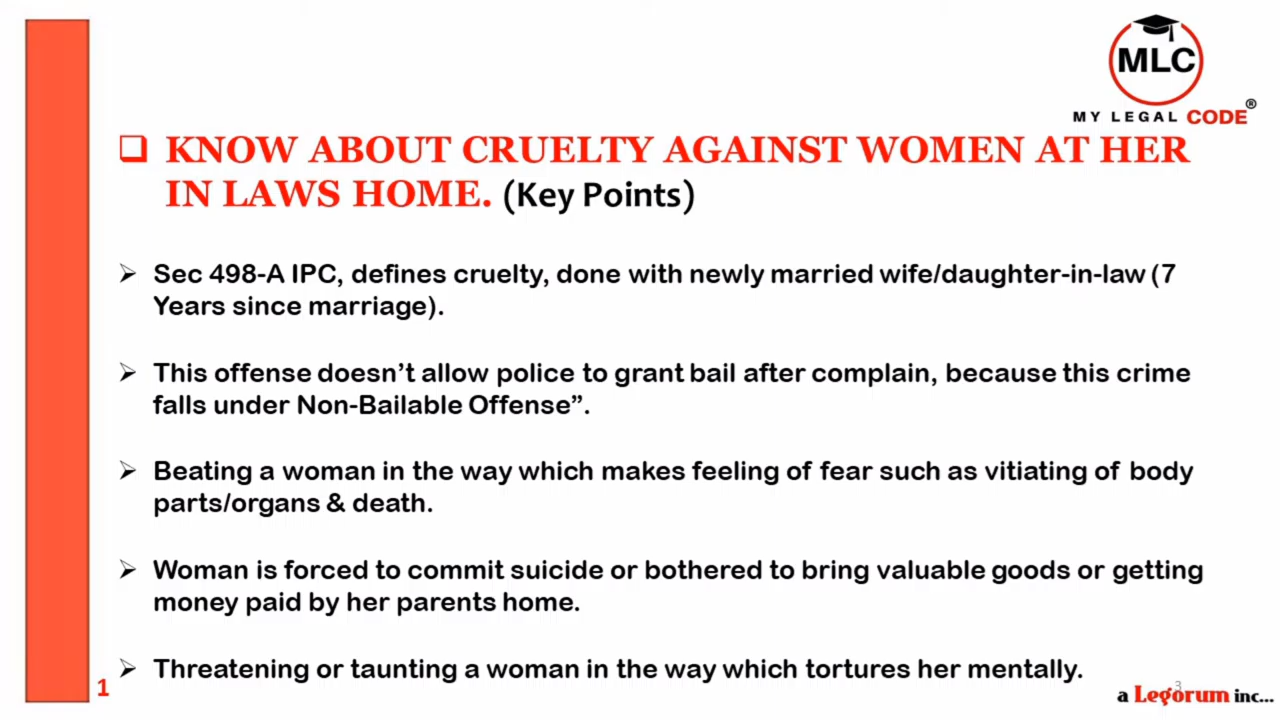 MLC
MY LEGAL CODE®
KNOW ABOUT CRUELTY AGAINST WOMEN AT HER
IN LAWS HOME. (Key Points)
Sec 498-A IPC, defines cruelty, done with newly married wife/daughter-in-law (7
Years since marriage).
This offense doesn’t allow police to grant bail after complain, because this crime
falls under Non-Bailable Offense”.
Beating a woman in the way which makes feeling of fear such as vitiating of body
parts/organs & death.
Woman is forced to commit suicide or bothered to bring valuable goods or getting
money paid by her parents home.
Threatening or taunting a woman in the way which tortures her mentally.
1
3
a Legorum inc...